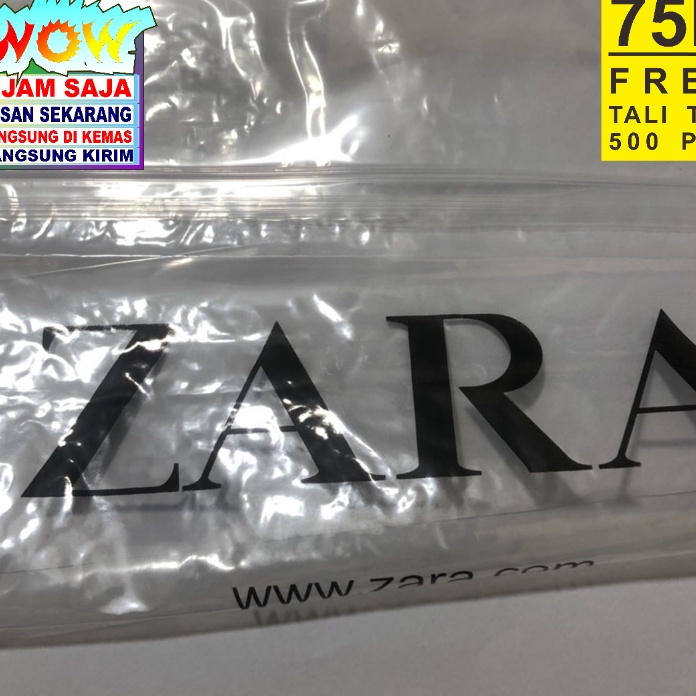 WOW
JAM SAJA
SAN SEKARANG
NGSUNG DI KEMAS
ANGSUNG KIRIM
75
FRE
TALI T
500 P
ZARA
www.zara.com